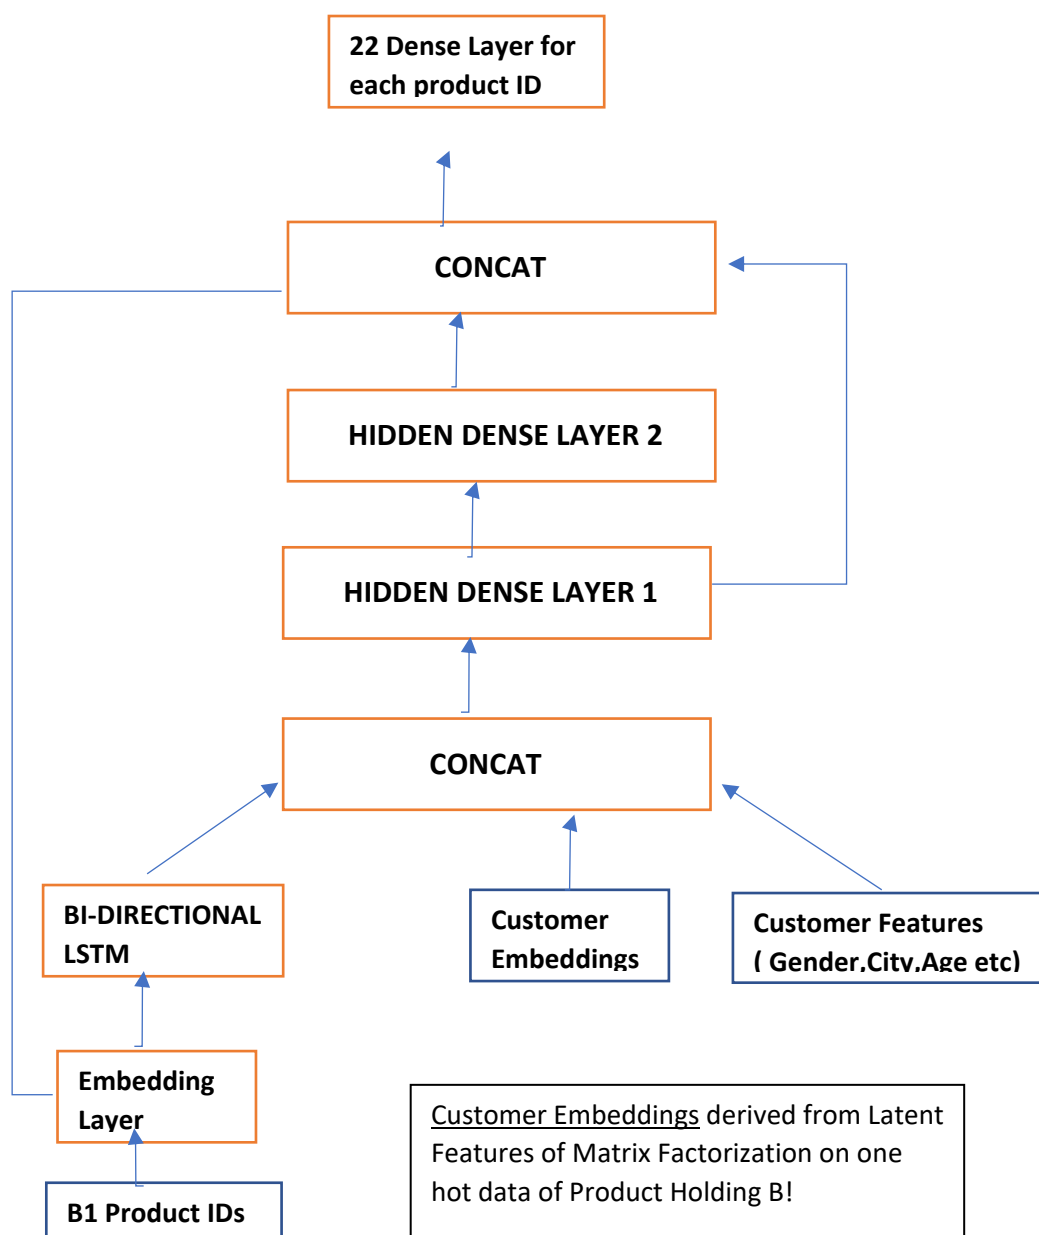 22 Dense Layer for
each product ID
CONCAT
HIDDEN DENSE LAYER 2
HIDDEN DENSE LAYER 1
CONCAT
BI-DIRECTIONAL
LSTM
Customer
Embeddings
Customer Features
( Gender,City,Age etc)
Embedding
Layer
B1 Product IDs
Customer Embeddings derived from Latent
Features of Matrix Factorization on one
hot data of Product Holding B!